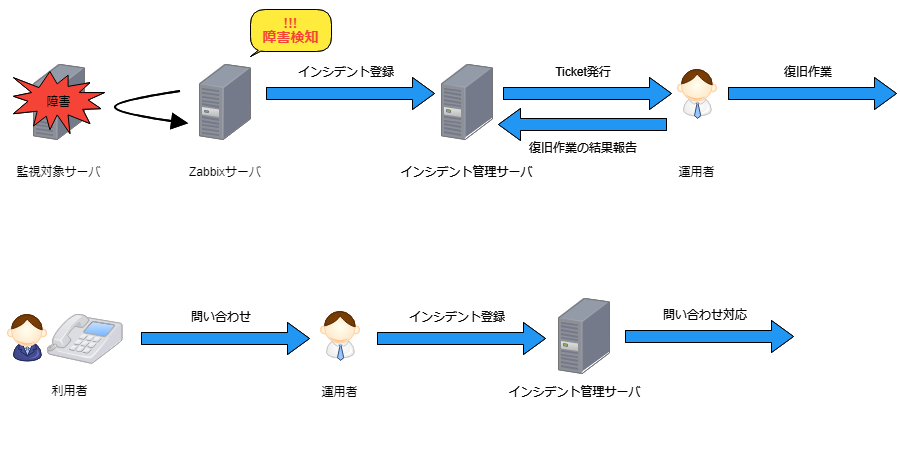 !!!
障害検知
障害
インシデント登録
Ticket発行
復旧作業
復旧作業の結果報告
監視対象サーバ
Zabbixサーバ
インシデント管理サーバ
運用者
問い合わせ
インシデント登録
問い合わせ対応
利用者
運用者
インシデント管理サーバ